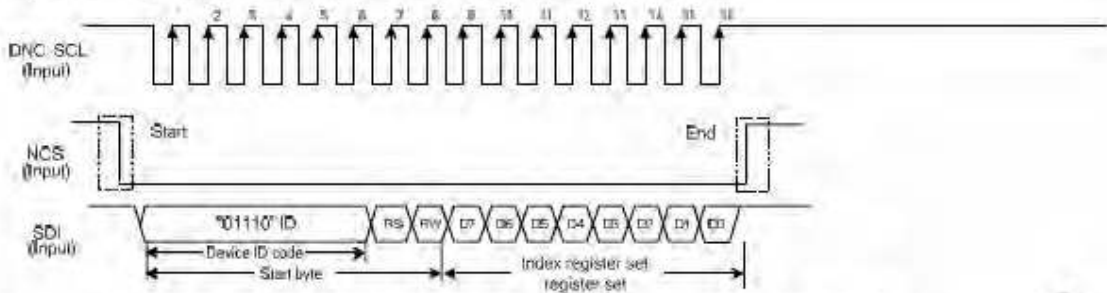 2 3 4 5 6 7 8 9 10 11 12 13 14 15 16
DNC SCL
(Input)
Start
End
NCS
(Input)
"01110" ID
RS
RW
D7
D6
D5
D4
D3
D2
D1
D0
SDI
(Input)
Device ID code
Start byte
Index register set
register set